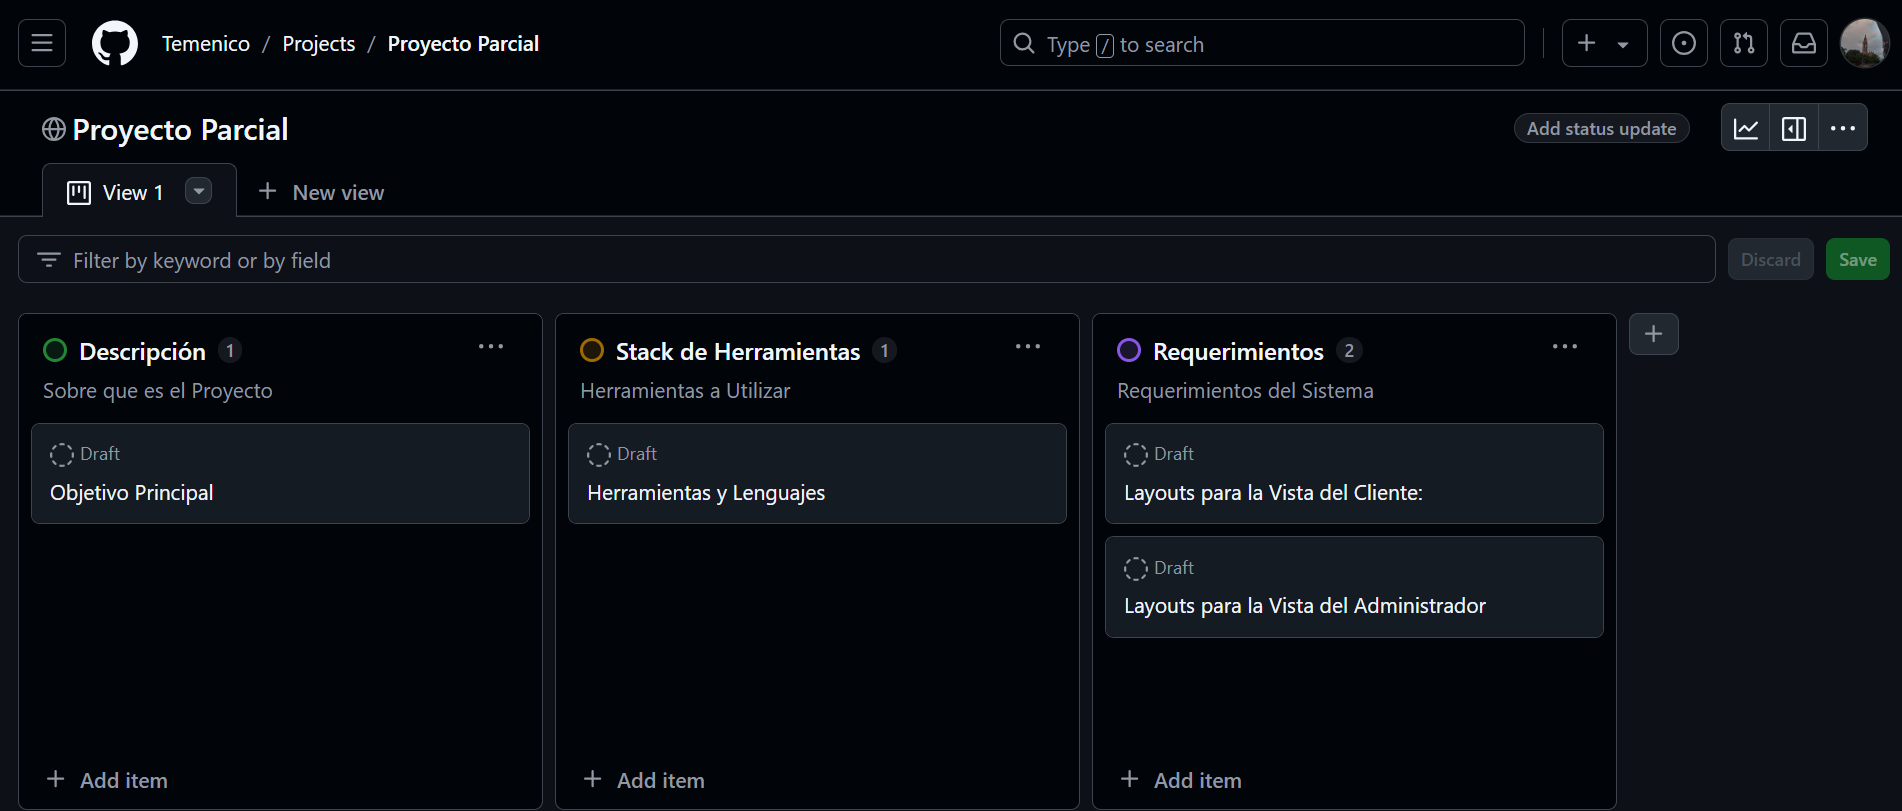 Temenico / Projects / Proyecto Parcial
Type / to search
Proyecto Parcial
Add status update
View 1
New view
Filter by keyword or by field
Discard
Save
Descripción 1
Sobre que es el Proyecto
Draft
Objetivo Principal
Add item
Stack de Herramientas 1
Herramientas a Utilizar
Draft
Herramientas y Lenguajes
Add item
Requerimientos 2
Requerimientos del Sistema
Draft
Layouts para la Vista del Cliente:
Draft
Layouts para la Vista del Administrador
Add item